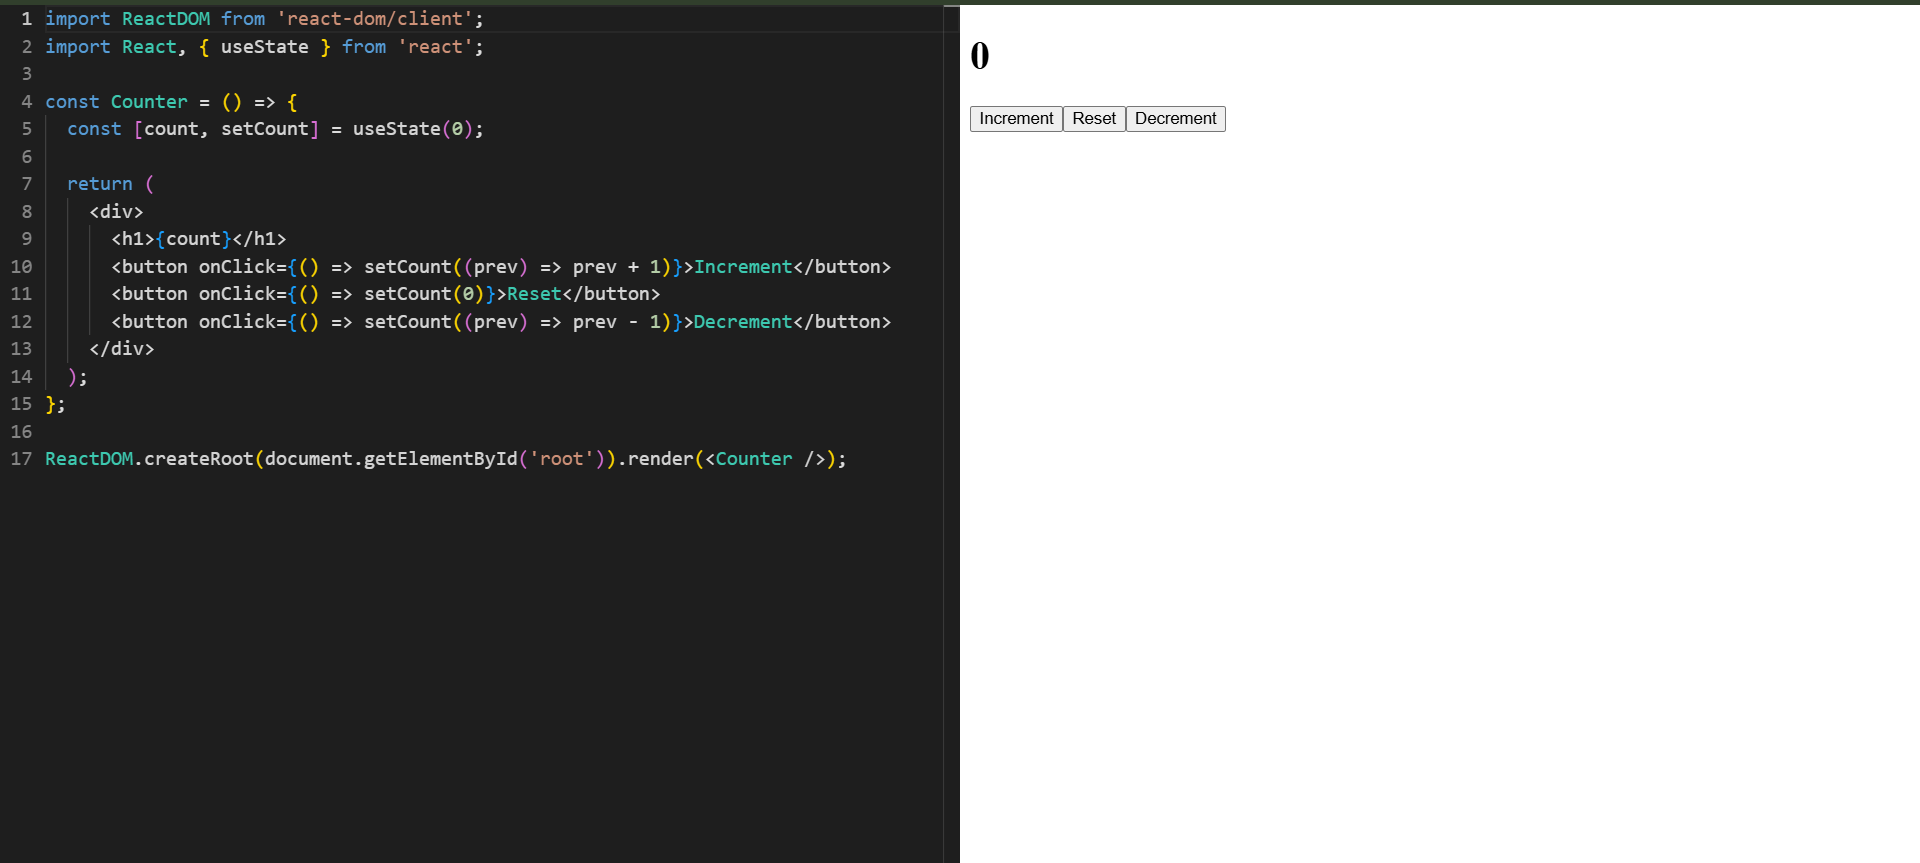 1 import ReactDOM from 'react-dom/client';
2 import React, { useState } from 'react';
3
4 const Counter = () => {
5   const [count, setCount] = useState(0);
6
7   return (
8     <div>
9       <h1>{count}</h1>
10       <button onClick={() => setCount((prev) => prev + 1)}>Increment</button>
11       <button onClick={() => setCount(0)}>Reset</button>
12       <button onClick={() => setCount((prev) => prev - 1)}>Decrement</button>
13     </div>
14   );
15 };
16
17 ReactDOM.createRoot(document.getElementById('root')).render(<Counter />);
0
Increment Reset Decrement